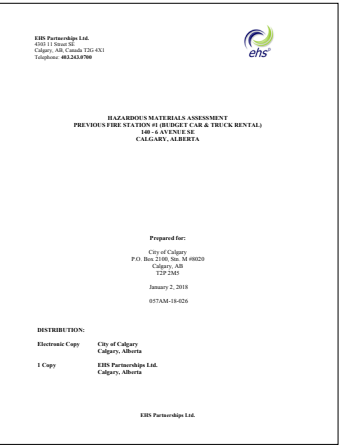 EHS Partnerships Ltd.
4303 11 Street SE
Calgary, AB, Canada T2G 4X1
Telephone: 403.243.0700
ehsP
HAZARDOUS MATERIALS ASSESSMENT
PREVIOUS FIRE STATION #1 (BUDGET CAR & TRUCK RENTAL)
140 - 6 AVENUE SE
CALGARY, ALBERTA
Prepared for:
City of Calgary
P.O. Box 2100, Stn. M #8020
Calgary, AB
T2P 2M5
January 2, 2018
057AM-18-026
DISTRIBUTION:
Electronic Copy City of Calgary
Calgary, Alberta
1 Copy EHS Partnerships Ltd.
Calgary, Alberta
EHS Partnerships Ltd.